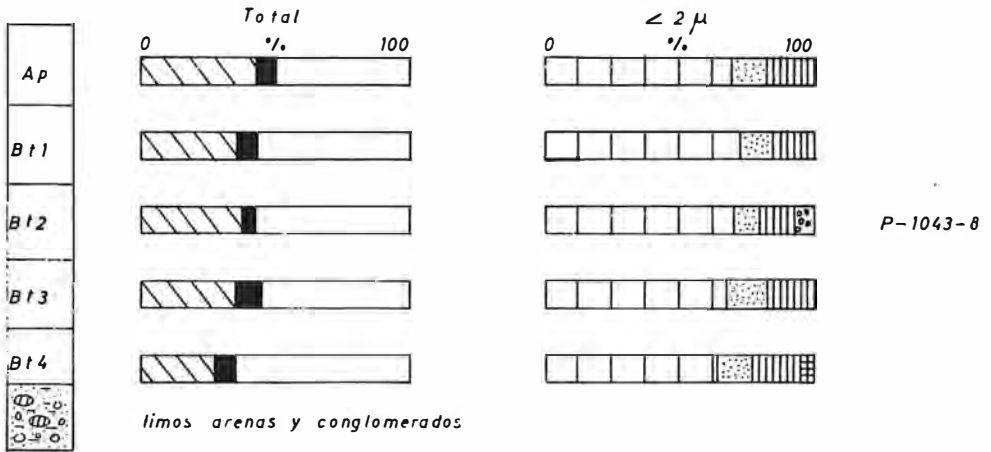 Total
< 2 µ
0 % 100
0 % 100
Ap
Bt1
Bt2
P-1043-8
Bt3
Bt4
limos arenas y conglomerados